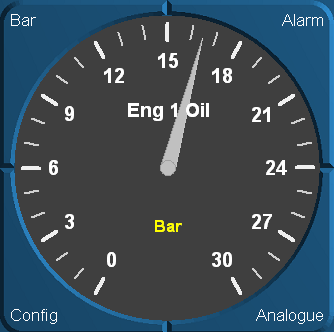 Bar Alarm
15
12 18
Eng 1 Oil
9 21
6 24
3 Bar 27
0 30
Config Analogue